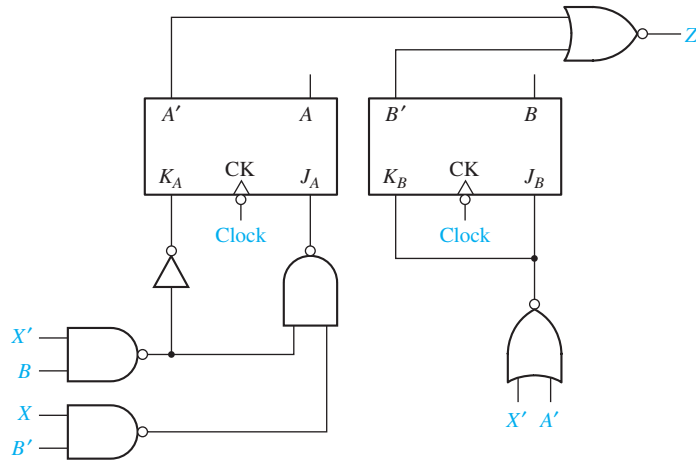 Z
A′ A B′ B
CK CK
K_A J_A K_B J_B
Clock Clock
X′
B
X
B′
X′ A′